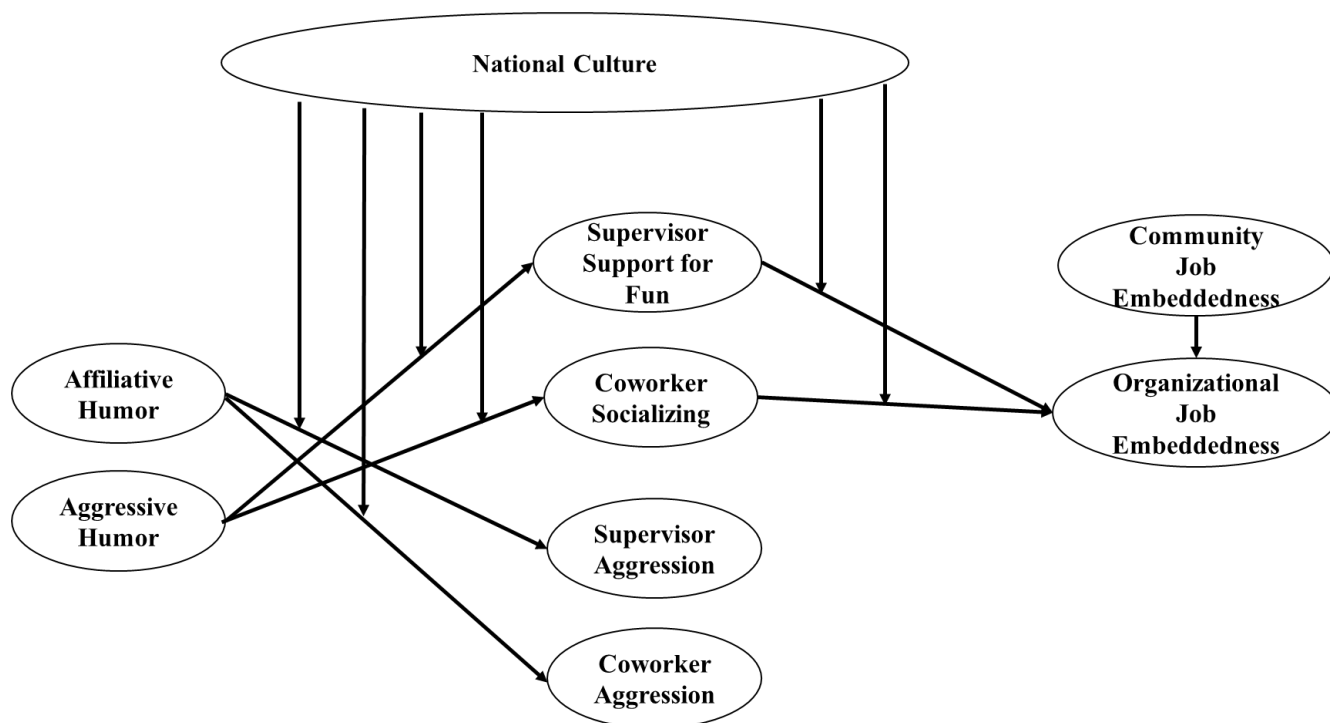 National Culture
Supervisor
Support for
Fun
Community
Job
Embeddedness
Affiliative
Humor
Coworker
Socializing
Organizational
Job
Embeddedness
Aggressive
Humor
Supervisor
Aggression
Coworker
Aggression